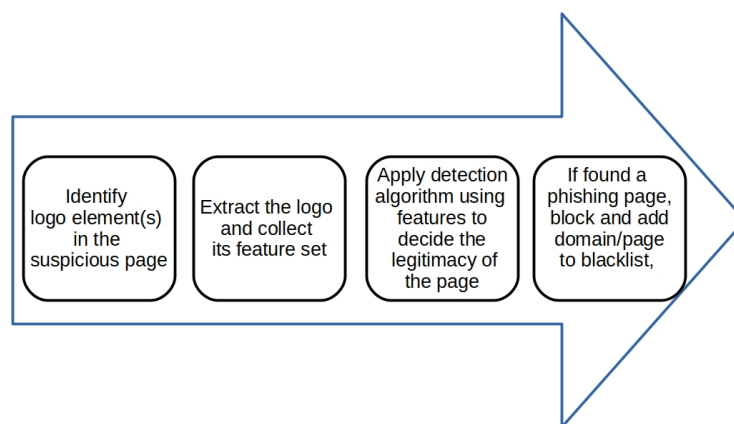 Identify
logo element(s)
in the
suspicious page
Extract the logo
and collect
its feature set
Apply detection
algorithm using
features to
decide the
legitimacy of
the page
If found a
phishing page,
block and add
domain/page
to blacklist,